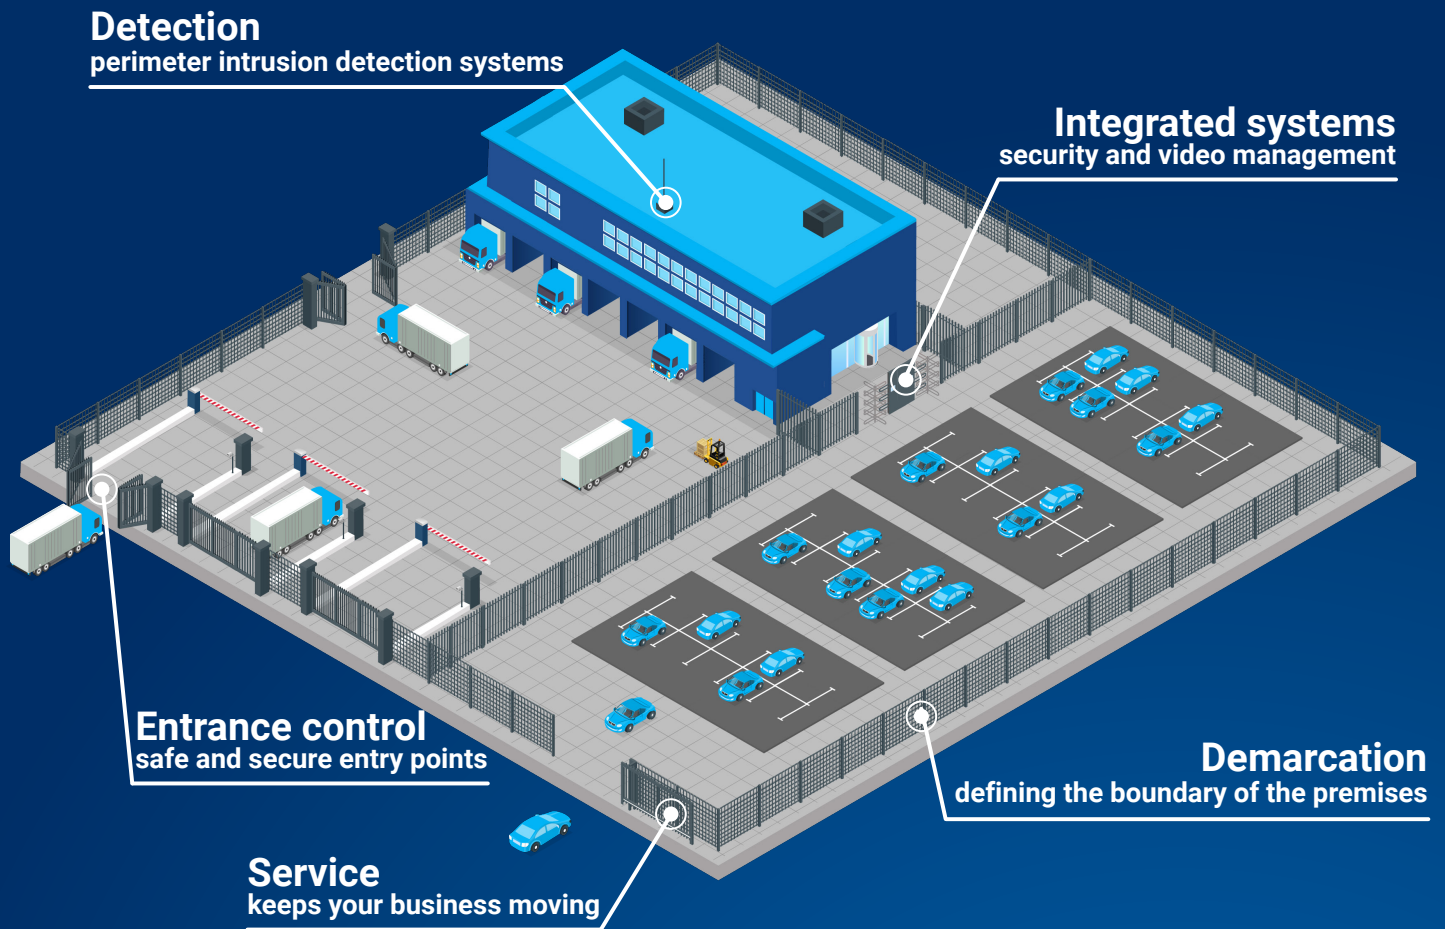 Detection
perimeter intrusion detection systems
Integrated systems
security and video management
Entrance control
safe and secure entry points
Demarcation
defining the boundary of the premises
Service
keeps your business moving